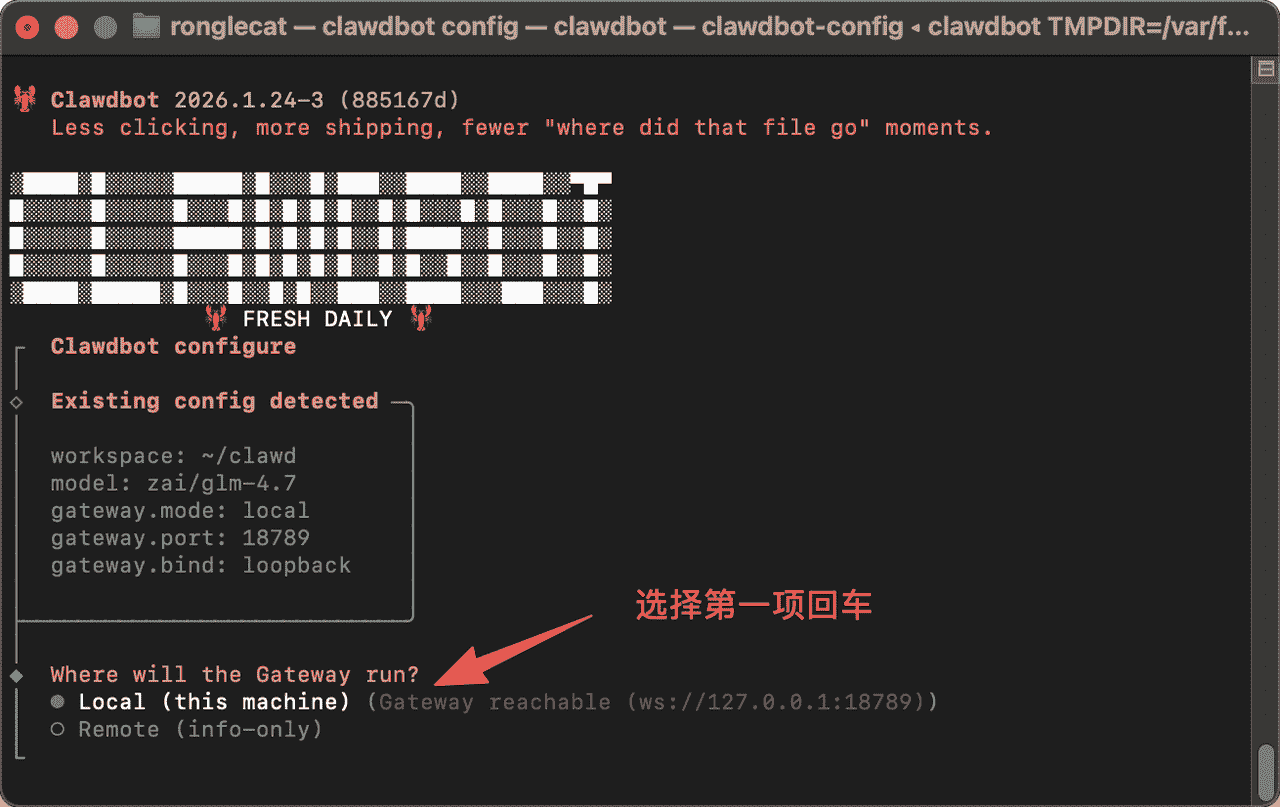 ronglecat — clawdbot config — clawdbot — clawdbot-config ◂ clawdbot TMPDIR=/var/f...
Clawdbot 2026.1.24-3 (885167d)
Less clicking, more shipping, fewer "where did that file go" moments.
FRESH DAILY
Clawdbot configure
Existing config detected
workspace: ~/clawd
model: zai/glm-4.7
gateway.mode: local
gateway.port: 18789
gateway.bind: loopback
选择第一项回车
Where will the Gateway run?
Local (this machine) (Gateway reachable (ws://127.0.0.1:18789))
Remote (info-only)